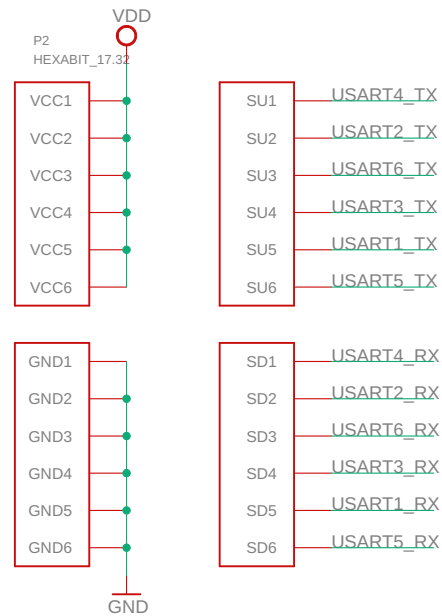 VDD
P2
HEXABIT_17.32
VCC1
VCC2
VCC3
VCC4
VCC5
VCC6
SU1 USART4_TX
SU2 USART2_TX
SU3 USART6_TX
SU4 USART3_TX
SU5 USART1_TX
SU6 USART5_TX
GND1
GND2
GND3
GND4
GND5
GND6
GND
SD1 USART4_RX
SD2 USART2_RX
SD3 USART6_RX
SD4 USART3_RX
SD5 USART1_RX
SD6 USART5_RX